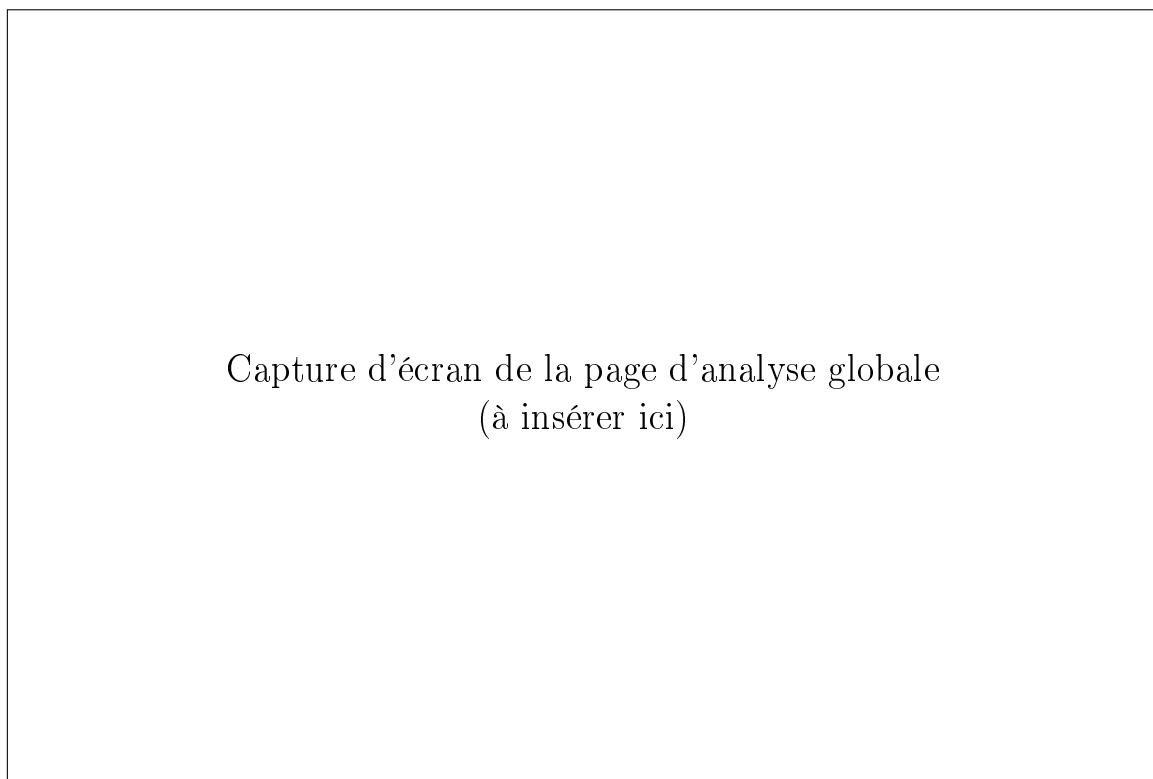 Capture d'écran de la page d'analyse globale
(à insérer ici)